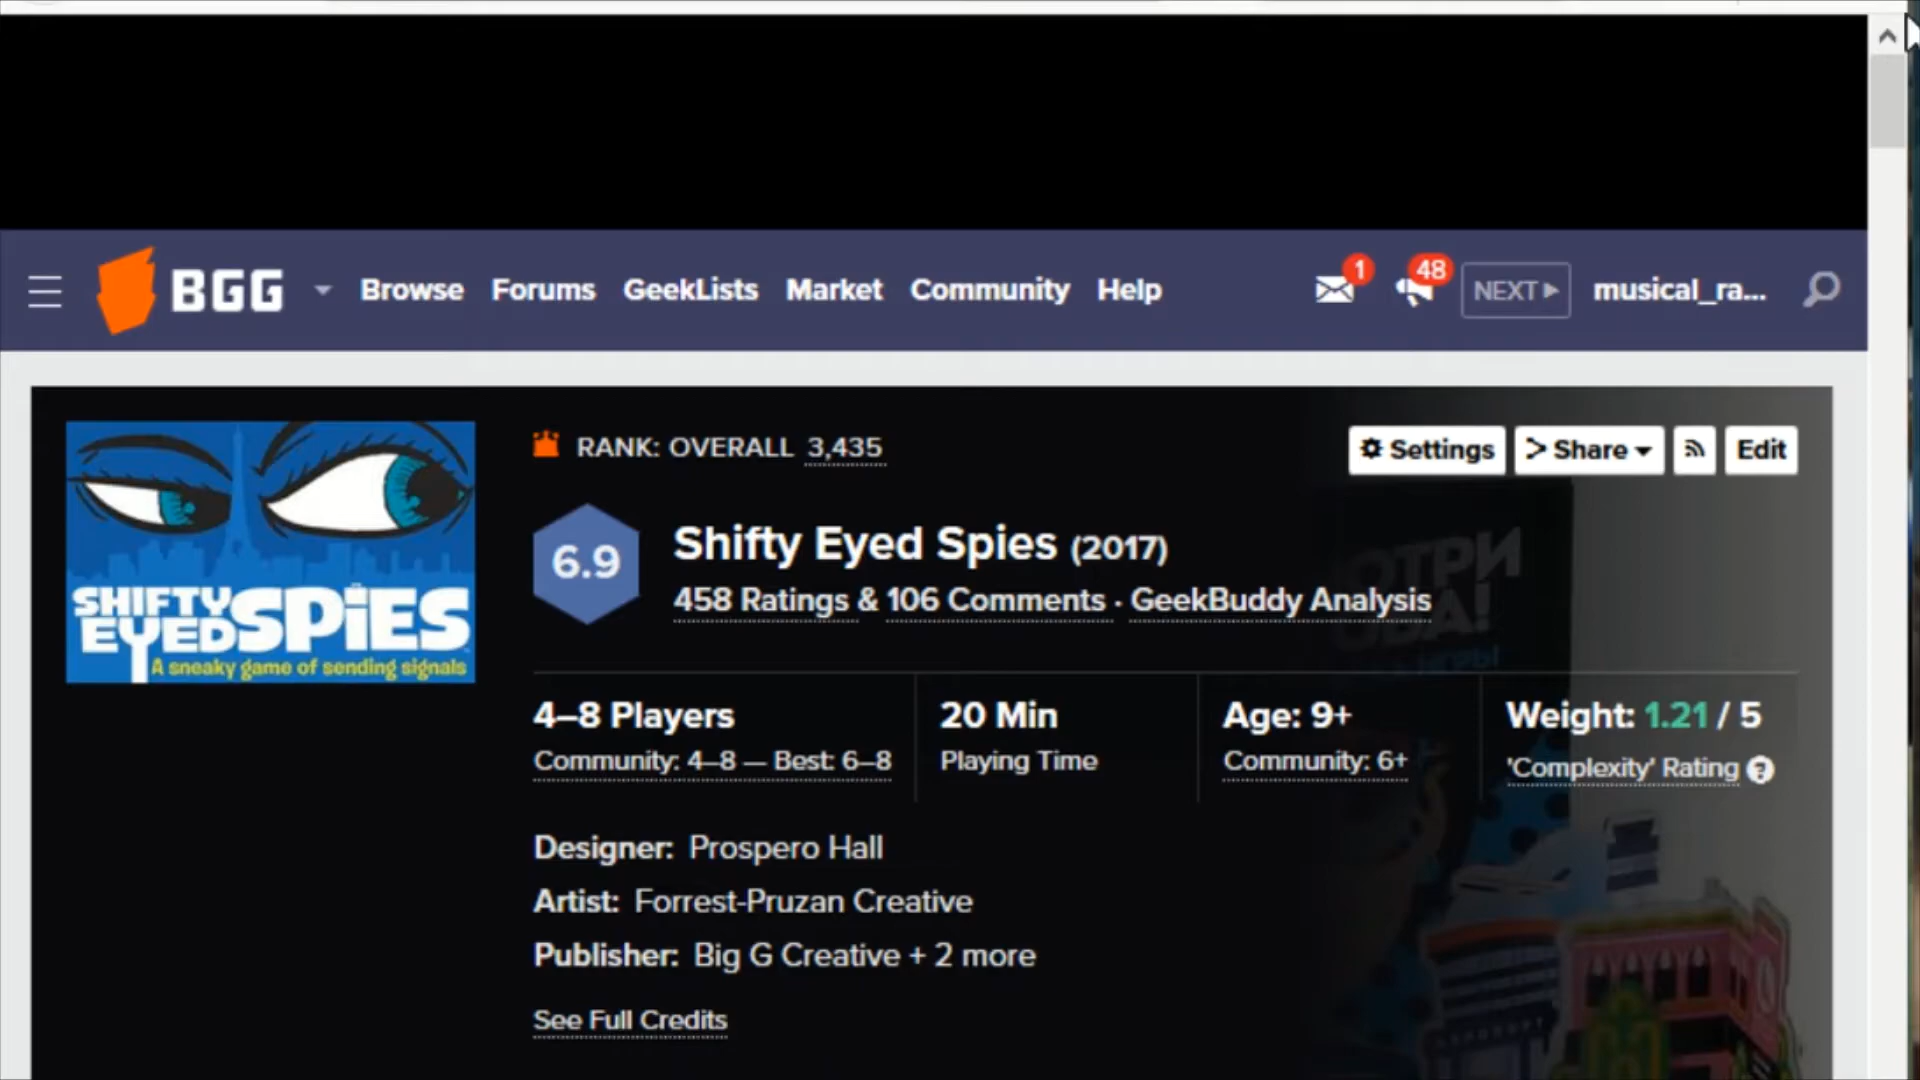 BGG Browse Forums GeekLists Market Community Help 1 48 NEXT musical_ra...
RANK: OVERALL 3,435
Settings Share Edit
6.9
Shifty Eyed Spies (2017)
458 Ratings & 106 Comments · GeekBuddy Analysis
SHIFTY EYED SPIES
A sneaky game of sending signals
4–8 Players
Community: 4–8 — Best: 6–8
20 Min
Playing Time
Age: 9+
Community: 6+
Weight: 1.21 / 5
'Complexity' Rating ?
Designer: Prospero Hall
Artist: Forrest-Pruzan Creative
Publisher: Big G Creative + 2 more
See Full Credits